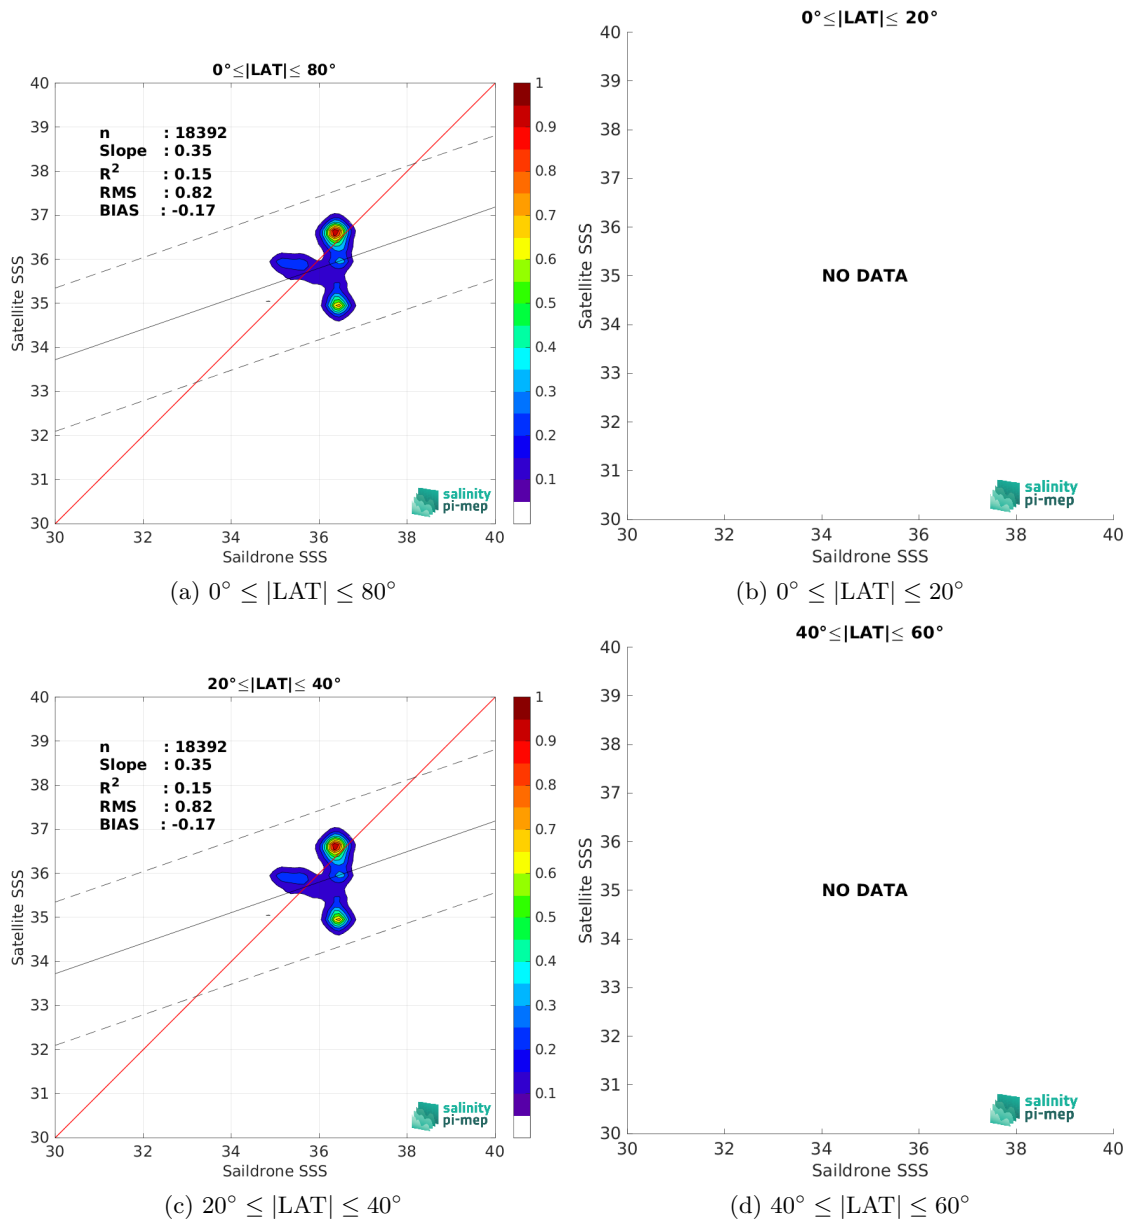 0°≤|LAT|≤ 80°
40
39
38
37
36
35
34
33
32
31
30
30 32 34 36 38 40
Satellite SSS
Saildrone SSS
n : 18392
Slope : 0.35
R² : 0.15
RMS : 0.82
BIAS : -0.17
1
0.9
0.8
0.7
0.6
0.5
0.4
0.3
0.2
0.1
salinity
pi-mep
(a) 0° ≤ |LAT| ≤ 80°
0°≤|LAT|≤ 20°
40
39
38
37
36
35
34
33
32
31
30
30 32 34 36 38 40
Satellite SSS
Saildrone SSS
NO DATA
salinity
pi-mep
(b) 0° ≤ |LAT| ≤ 20°
20°≤|LAT|≤ 40°
40
39
38
37
36
35
34
33
32
31
30
30 32 34 36 38 40
Satellite SSS
Saildrone SSS
n : 18392
Slope : 0.35
R² : 0.15
RMS : 0.82
BIAS : -0.17
1
0.9
0.8
0.7
0.6
0.5
0.4
0.3
0.2
0.1
salinity
pi-mep
(c) 20° ≤ |LAT| ≤ 40°
40°≤|LAT|≤ 60°
40
39
38
37
36
35
34
33
32
31
30
30 32 34 36 38 40
Satellite SSS
Saildrone SSS
NO DATA
salinity
pi-mep
(d) 40° ≤ |LAT| ≤ 60°